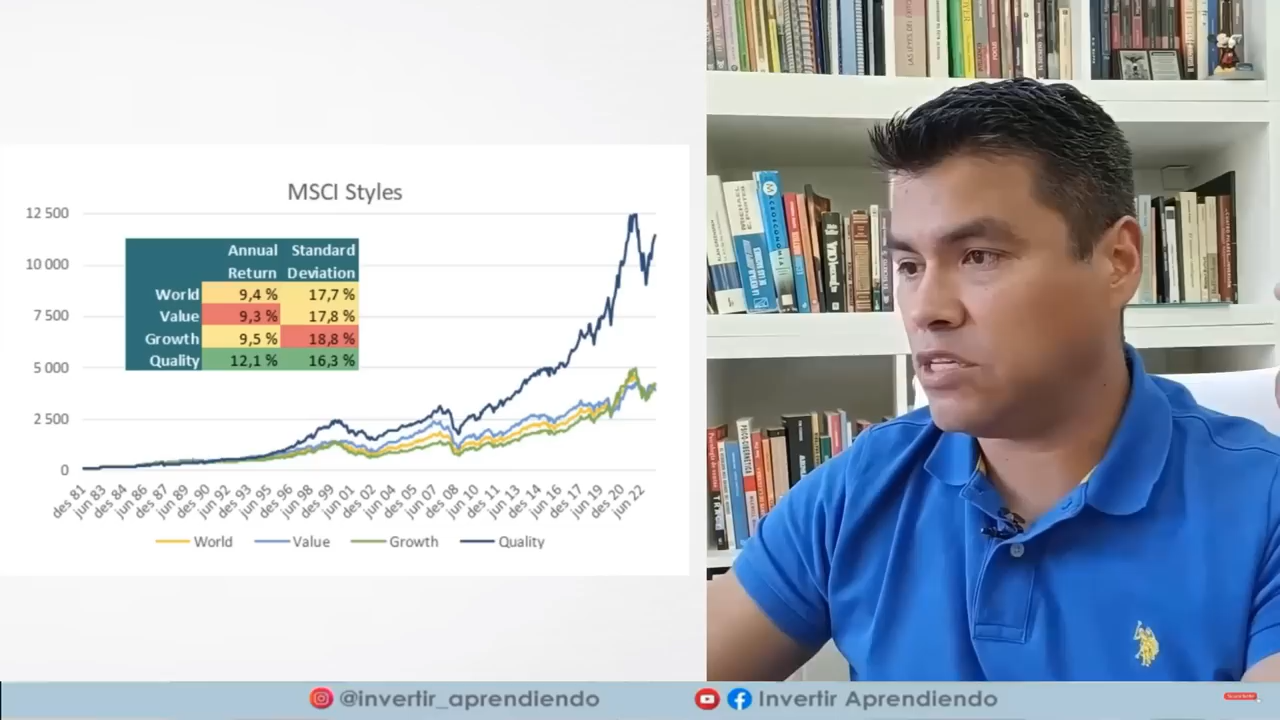 MSCI Styles
12 500
10 000
7 500
5 000
2 500
0
Annual Return Standard Deviation
World 9,4 % 17,7 %
Value 9,3 % 17,8 %
Growth 9,5 % 18,8 %
Quality 12,1 % 16,3 %
des 81
jun 83
des 84
jun 86
des 87
jun 89
des 90
jun 92
des 93
jun 95
des 96
jun 98
des 99
jun 01
des 02
jun 04
des 05
jun 07
des 08
jun 10
des 11
jun 13
des 14
jun 16
des 17
jun 19
des 20
jun 22
World Value Growth Quality
MACROECONOMIA
@invertir_aprendiendo
Invertir Aprendiendo